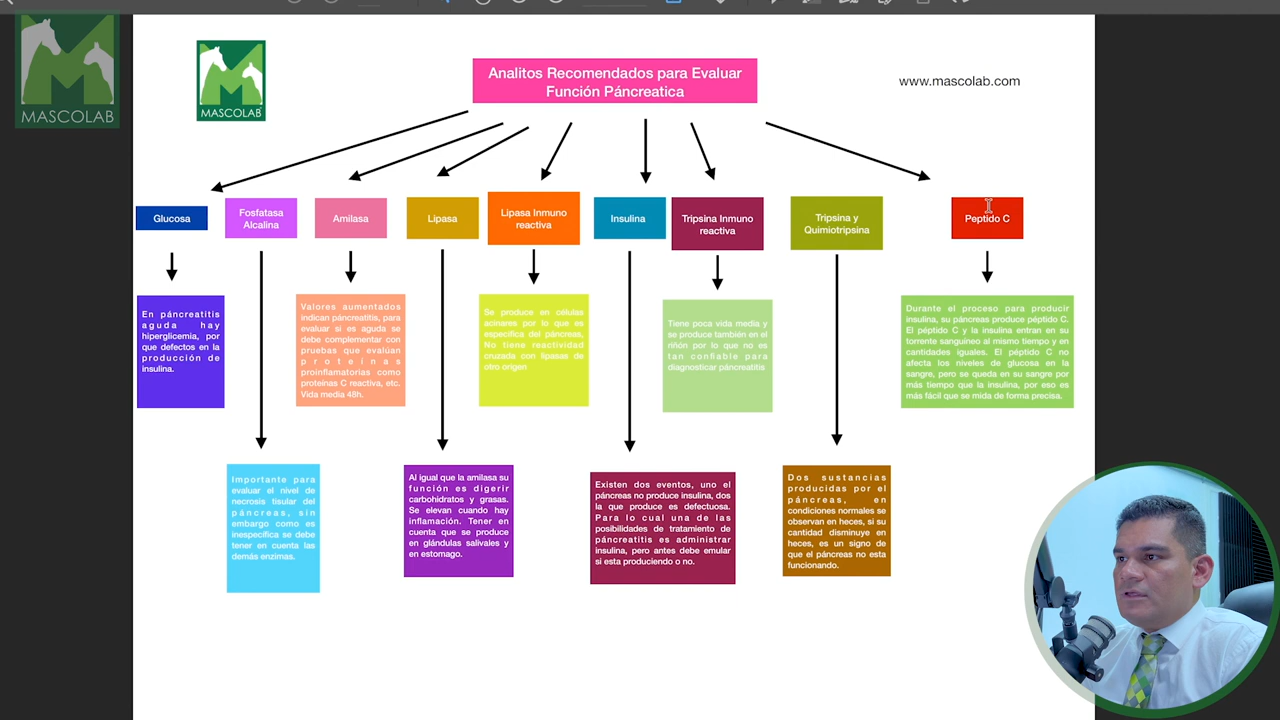 MASCOLAB
MASCOLAB
Analitos Recomendados para Evaluar
Función Páncreatica
www.mascolab.com
Glucosa
Fosfatasa
Alcalina
Amilasa
Lipasa
Lipasa Inmuno
reactiva
Insulina
Tripsina Inmuno
reactiva
Tripsina y
Quimiotripsina
Peptido C
En páncreatitis
aguda hay
hiperglicemia, por
que defectos en la
producción de
insulina.
Valores aumentados
indican páncreatitis, para
evaluar si es aguda se
debe complementar con
pruebas que evalúan
proteínas
proinflamatorias como
proteinas C reactiva, etc.
Vida media 48h.
Se produce en células
acinares por lo que es
especifica del páncreas,
No tiene reactividad
cruzada con lipasas de
otro origen
Tiene poca vida media y
se produce también en el
riñón por lo que no es
tan confiable para
diagnosticar páncreatitis
Durante el proceso para producir
insulina, su páncreas produce péptido C.
El péptido C y la insulina entran en su
torrente sanguíneo al mismo tiempo y en
cantidades iguales. El péptido C no
afecta los niveles de glucosa en la
sangre, pero se queda en su sangre por
más tiempo que la insulina, por eso es
más fácil que se mida de forma precisa.
Importante para
evaluar el nivel de
necrosis tisular del
páncreas, sin
embargo como es
inespecifica se debe
tener en cuenta las
demás enzimas.
Al igual que la amilasa su
función es digerir
carbohidratos y grasas.
Se elevan cuando hay
inflamación. Tener en
cuenta que se produce
en glándulas salivales y
en estomago.
Existen dos eventos, uno el
páncreas no produce insulina, dos
la que produce es defectuosa.
Para lo cual una de las
posibilidades de tratamiento de
páncreatitis es administrar
insulina, pero antes debe emular
si esta produciendo o no.
Dos sustancias
producidas por el
páncreas, en
condiciones normales se
observan en heces, si su
cantidad disminuye en
heces, es un signo de
que el páncreas no esta
funcionando.